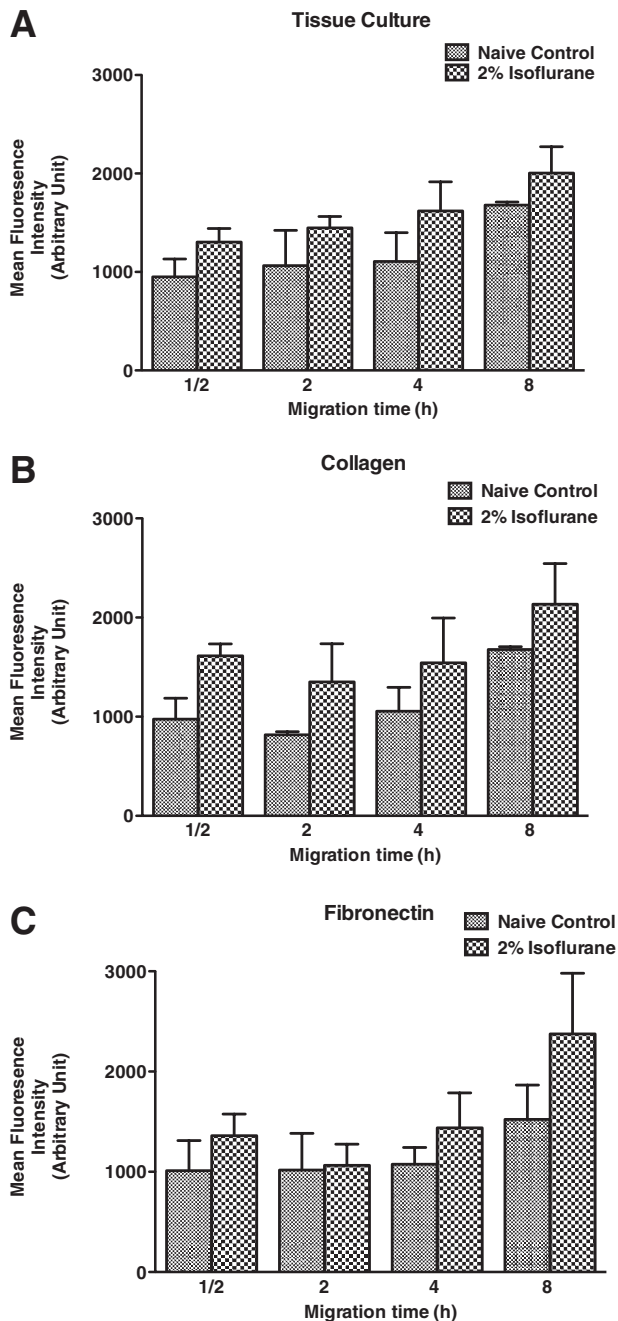 A
Tissue Culture
Naive Control
2% Isoflurane
Mean Fluoresence
Intensity
(Arbitrary Unit)
3000
2000
1000
0
1/2 2 4 8
Migration time (h)
B
Collagen
Naive Control
2% Isoflurane
Mean Fluoresence
Intensity
(Arbitrary Unit)
3000
2000
1000
0
1/2 2 4 8
Migration time (h)
C
Fibronectin
Naive Control
2% Isoflurane
Mean Fluoresence
Intensity
(Arbitrary Unit)
3000
2000
1000
0
1/2 2 4 8
Migration time (h)